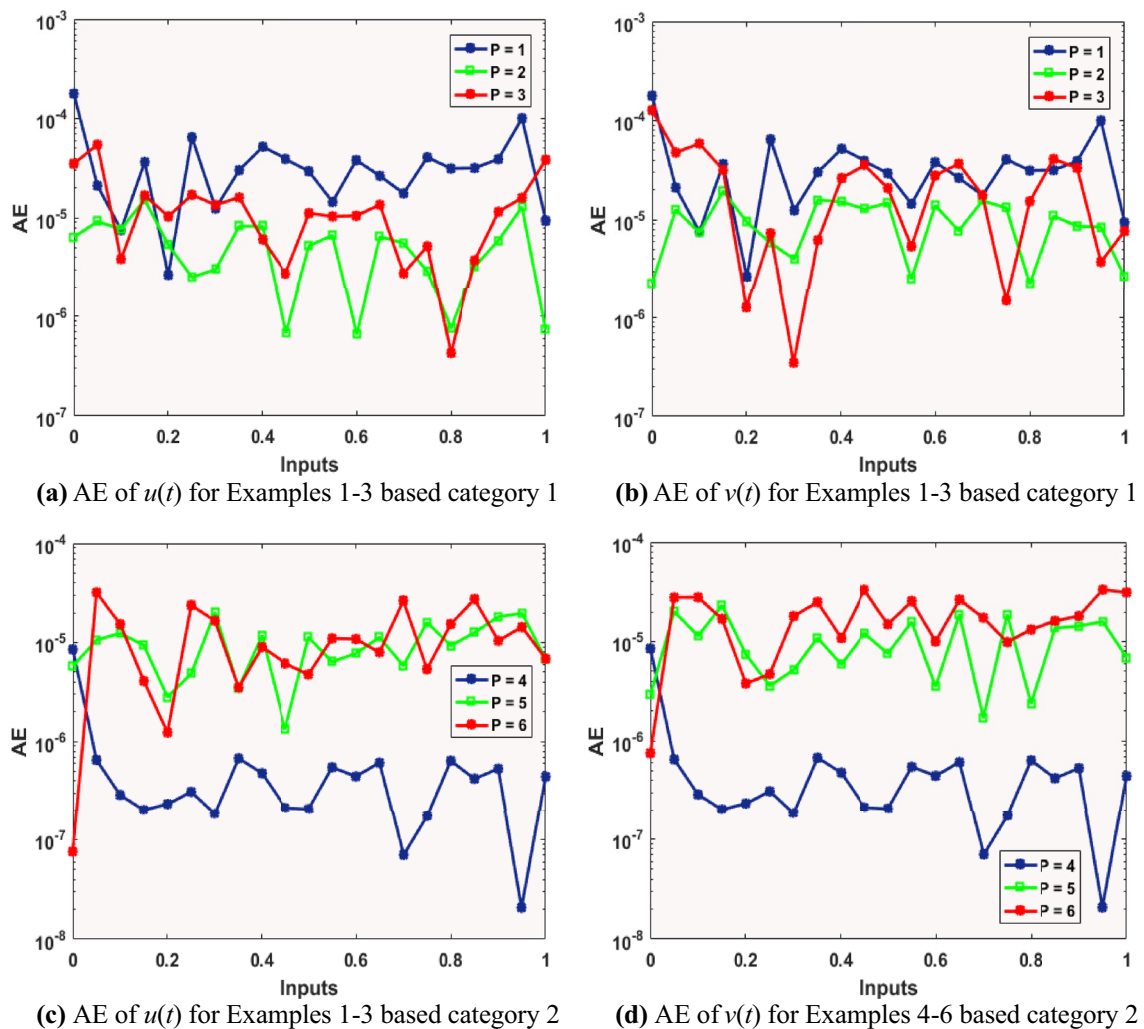 10^-3
10^-4
10^-5
10^-6
10^-7
AE
0 0.2 0.4 0.6 0.8 1
Inputs
P = 1
P = 2
P = 3
(a) AE of u(t) for Examples 1-3 based category 1
10^-3
10^-4
10^-5
10^-6
10^-7
AE
0 0.2 0.4 0.6 0.8 1
Inputs
P = 1
P = 2
P = 3
(b) AE of v(t) for Examples 1-3 based category 1
10^-4
10^-5
10^-6
10^-7
10^-8
AE
0 0.2 0.4 0.6 0.8 1
Inputs
P = 4
P = 5
P = 6
(c) AE of u(t) for Examples 1-3 based category 2
10^-4
10^-5
10^-6
10^-7
10^-8
AE
0 0.2 0.4 0.6 0.8 1
Inputs
P = 4
P = 5
P = 6
(d) AE of v(t) for Examples 4-6 based category 2